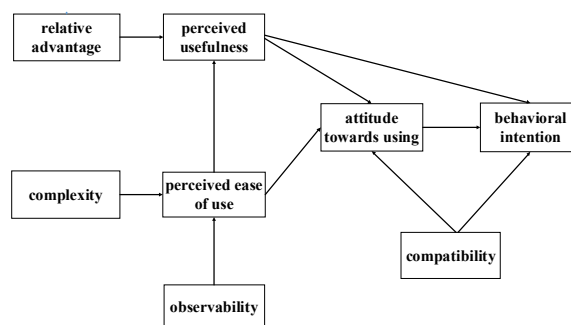 relative
advantage
perceived
usefulness
attitude
towards using
behavioral
intention
complexity
perceived ease
of use
compatibility
observability